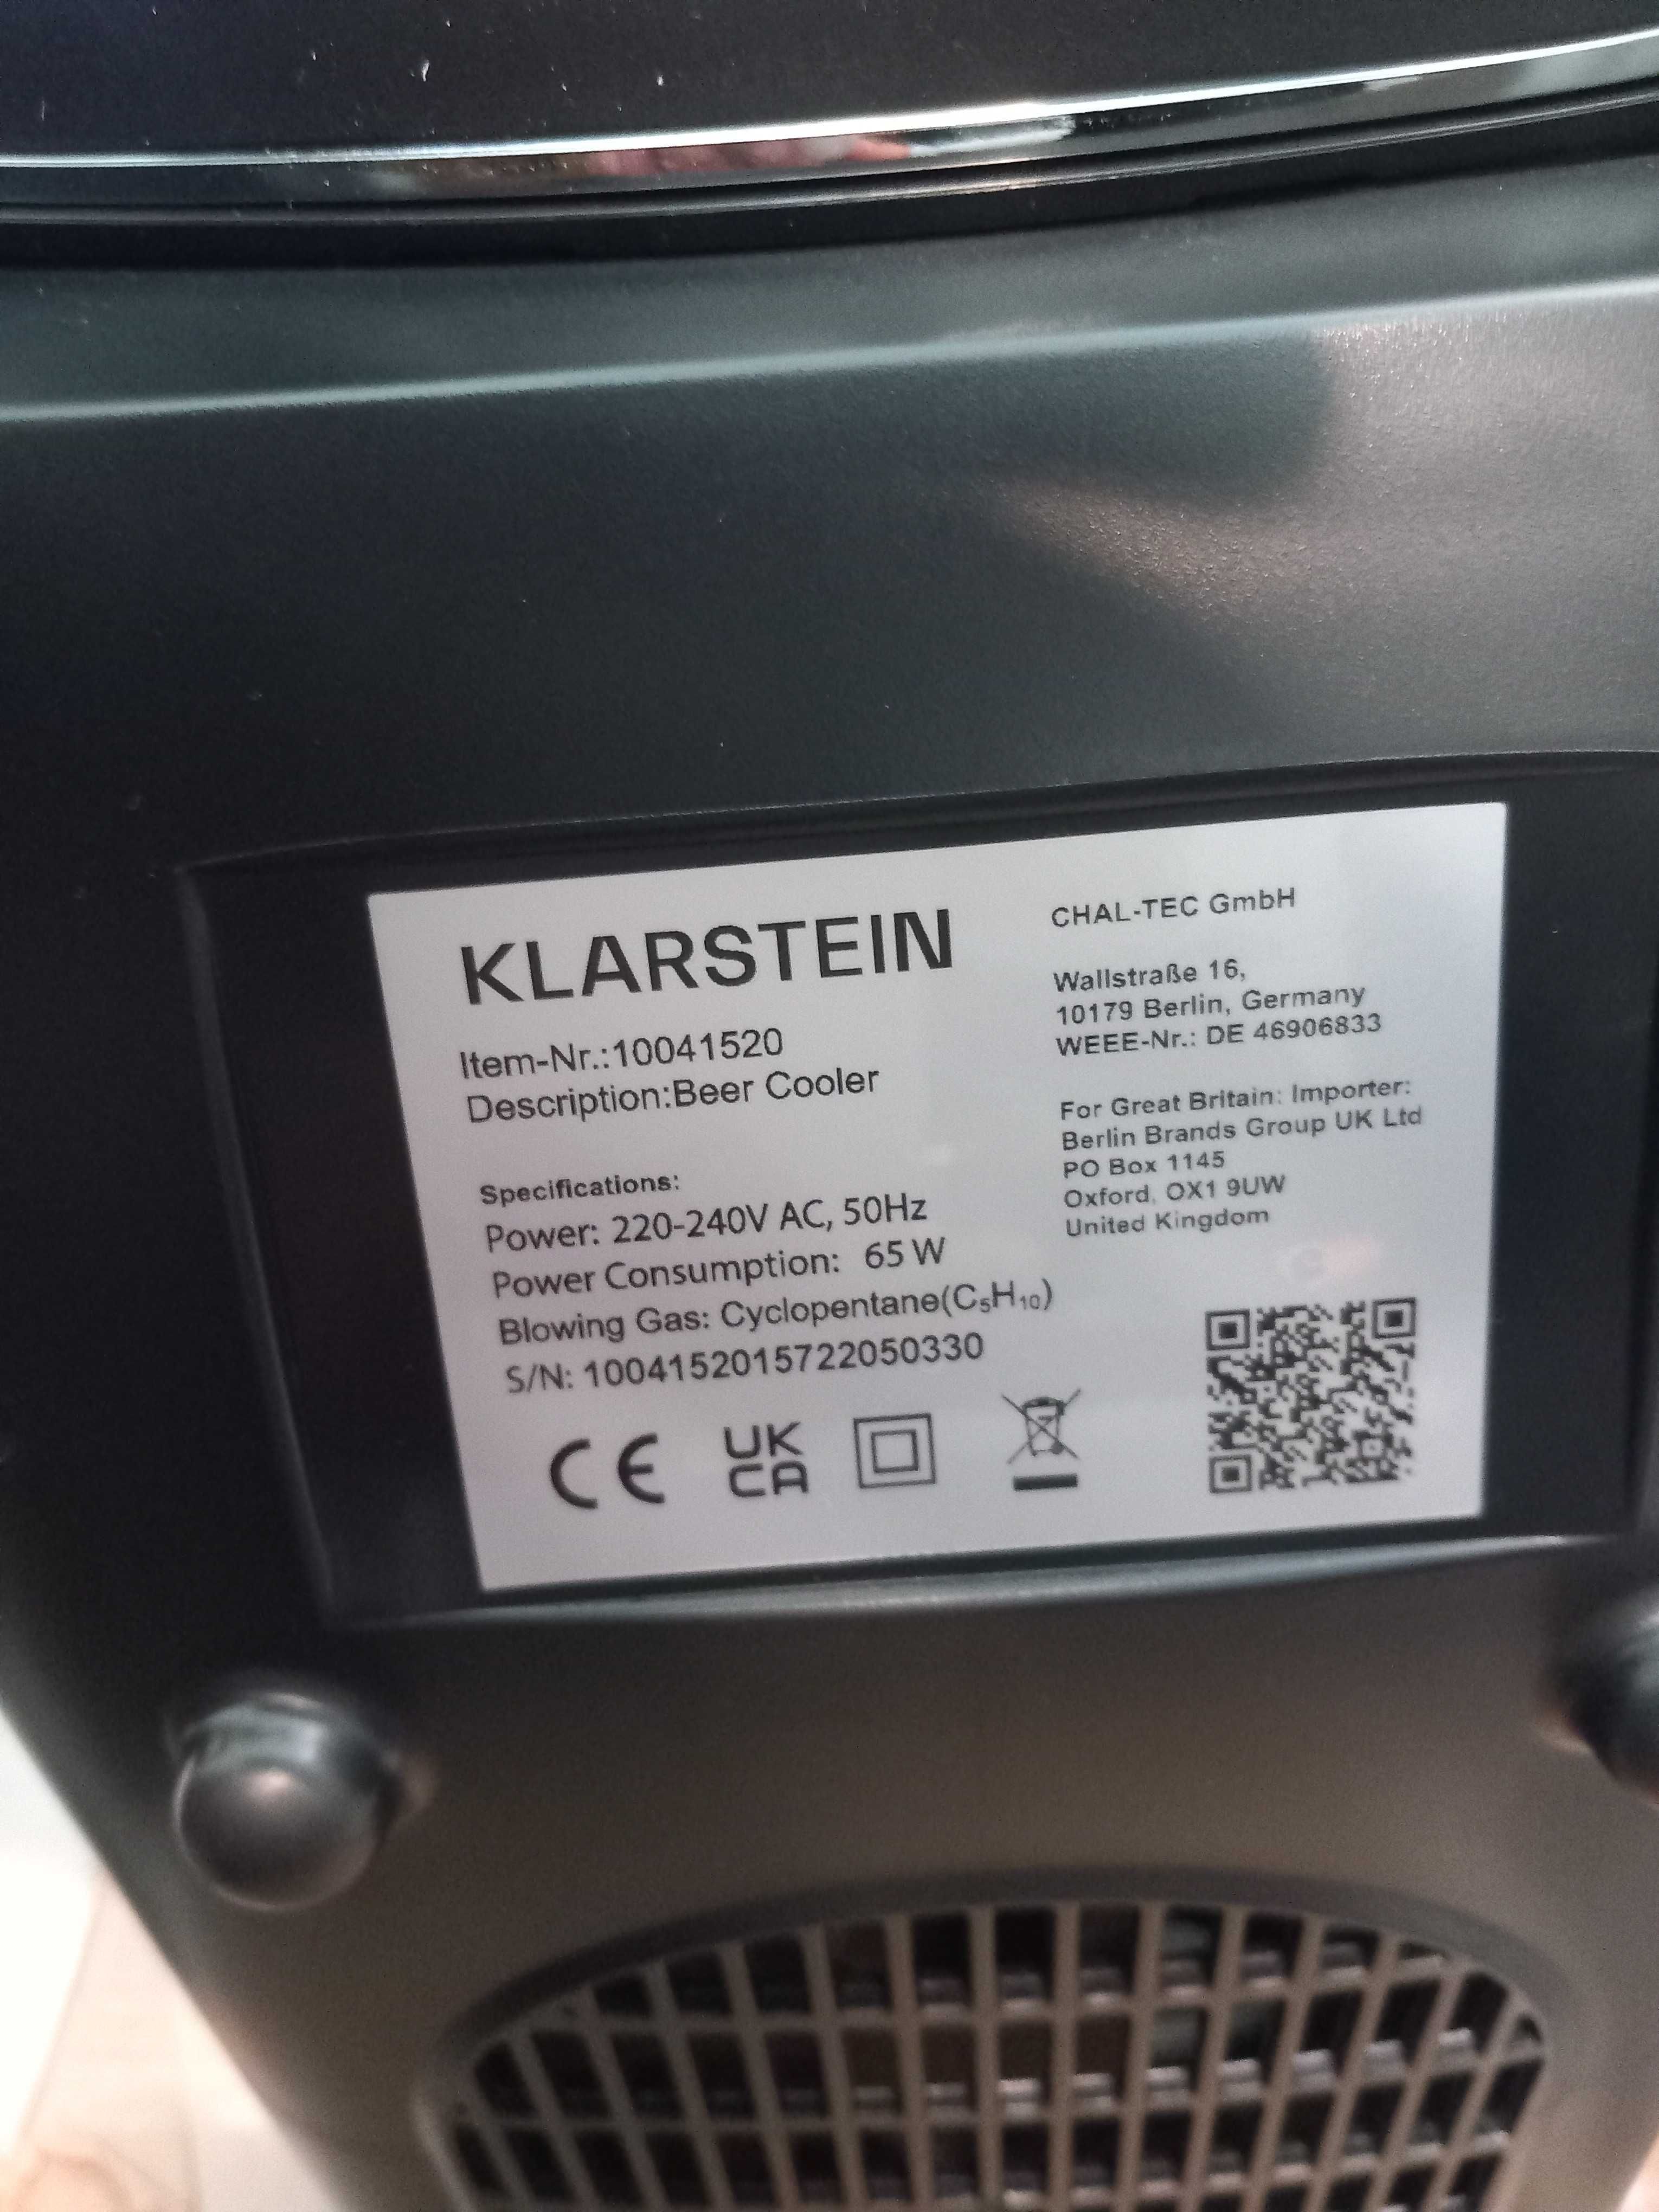 KLARSTEIN
Item-Nr.:10041520
Description:Beer Cooler
Specifications:
Power: 220-240V AC, 50Hz
Power Consumption: 65 W
Blowing Gas: Cyclopentane(C₅H₁₀)
S/N: 1004152015722050330
CE
UK
CA
CHAL-TEC GmbH
Wallstraße 16,
10179 Berlin, Germany
WEEE-Nr.: DE 46906833
For Great Britain: Importer:
Berlin Brands Group UK Ltd
PO Box 1145
Oxford, OX1 9UW
United Kingdom